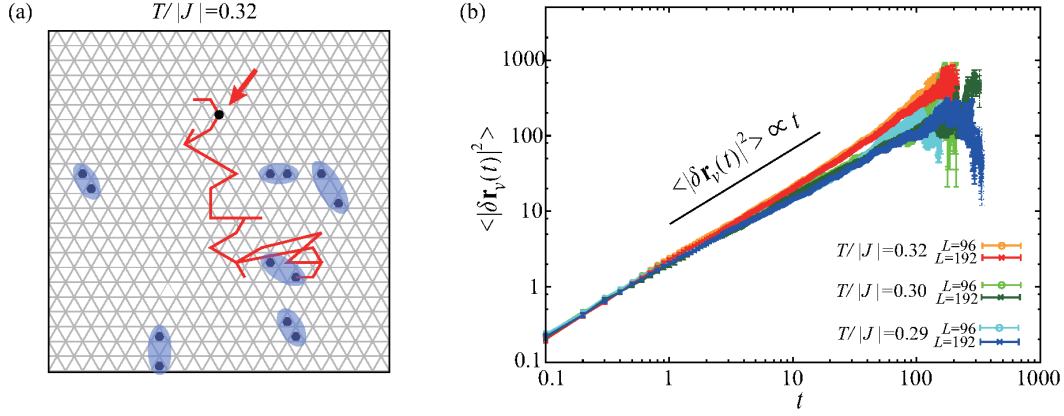 (a)
T/|J|=0.32
(b)
<|δr_v(t)|²>
1000
100
10
1
0.1
<|δr_v(t)|²> ∝ t
T/|J|=0.32 L=96
L=192
T/|J|=0.30 L=96
L=192
T/|J|=0.29 L=96
L=192
0.1 1 10 100 1000
t